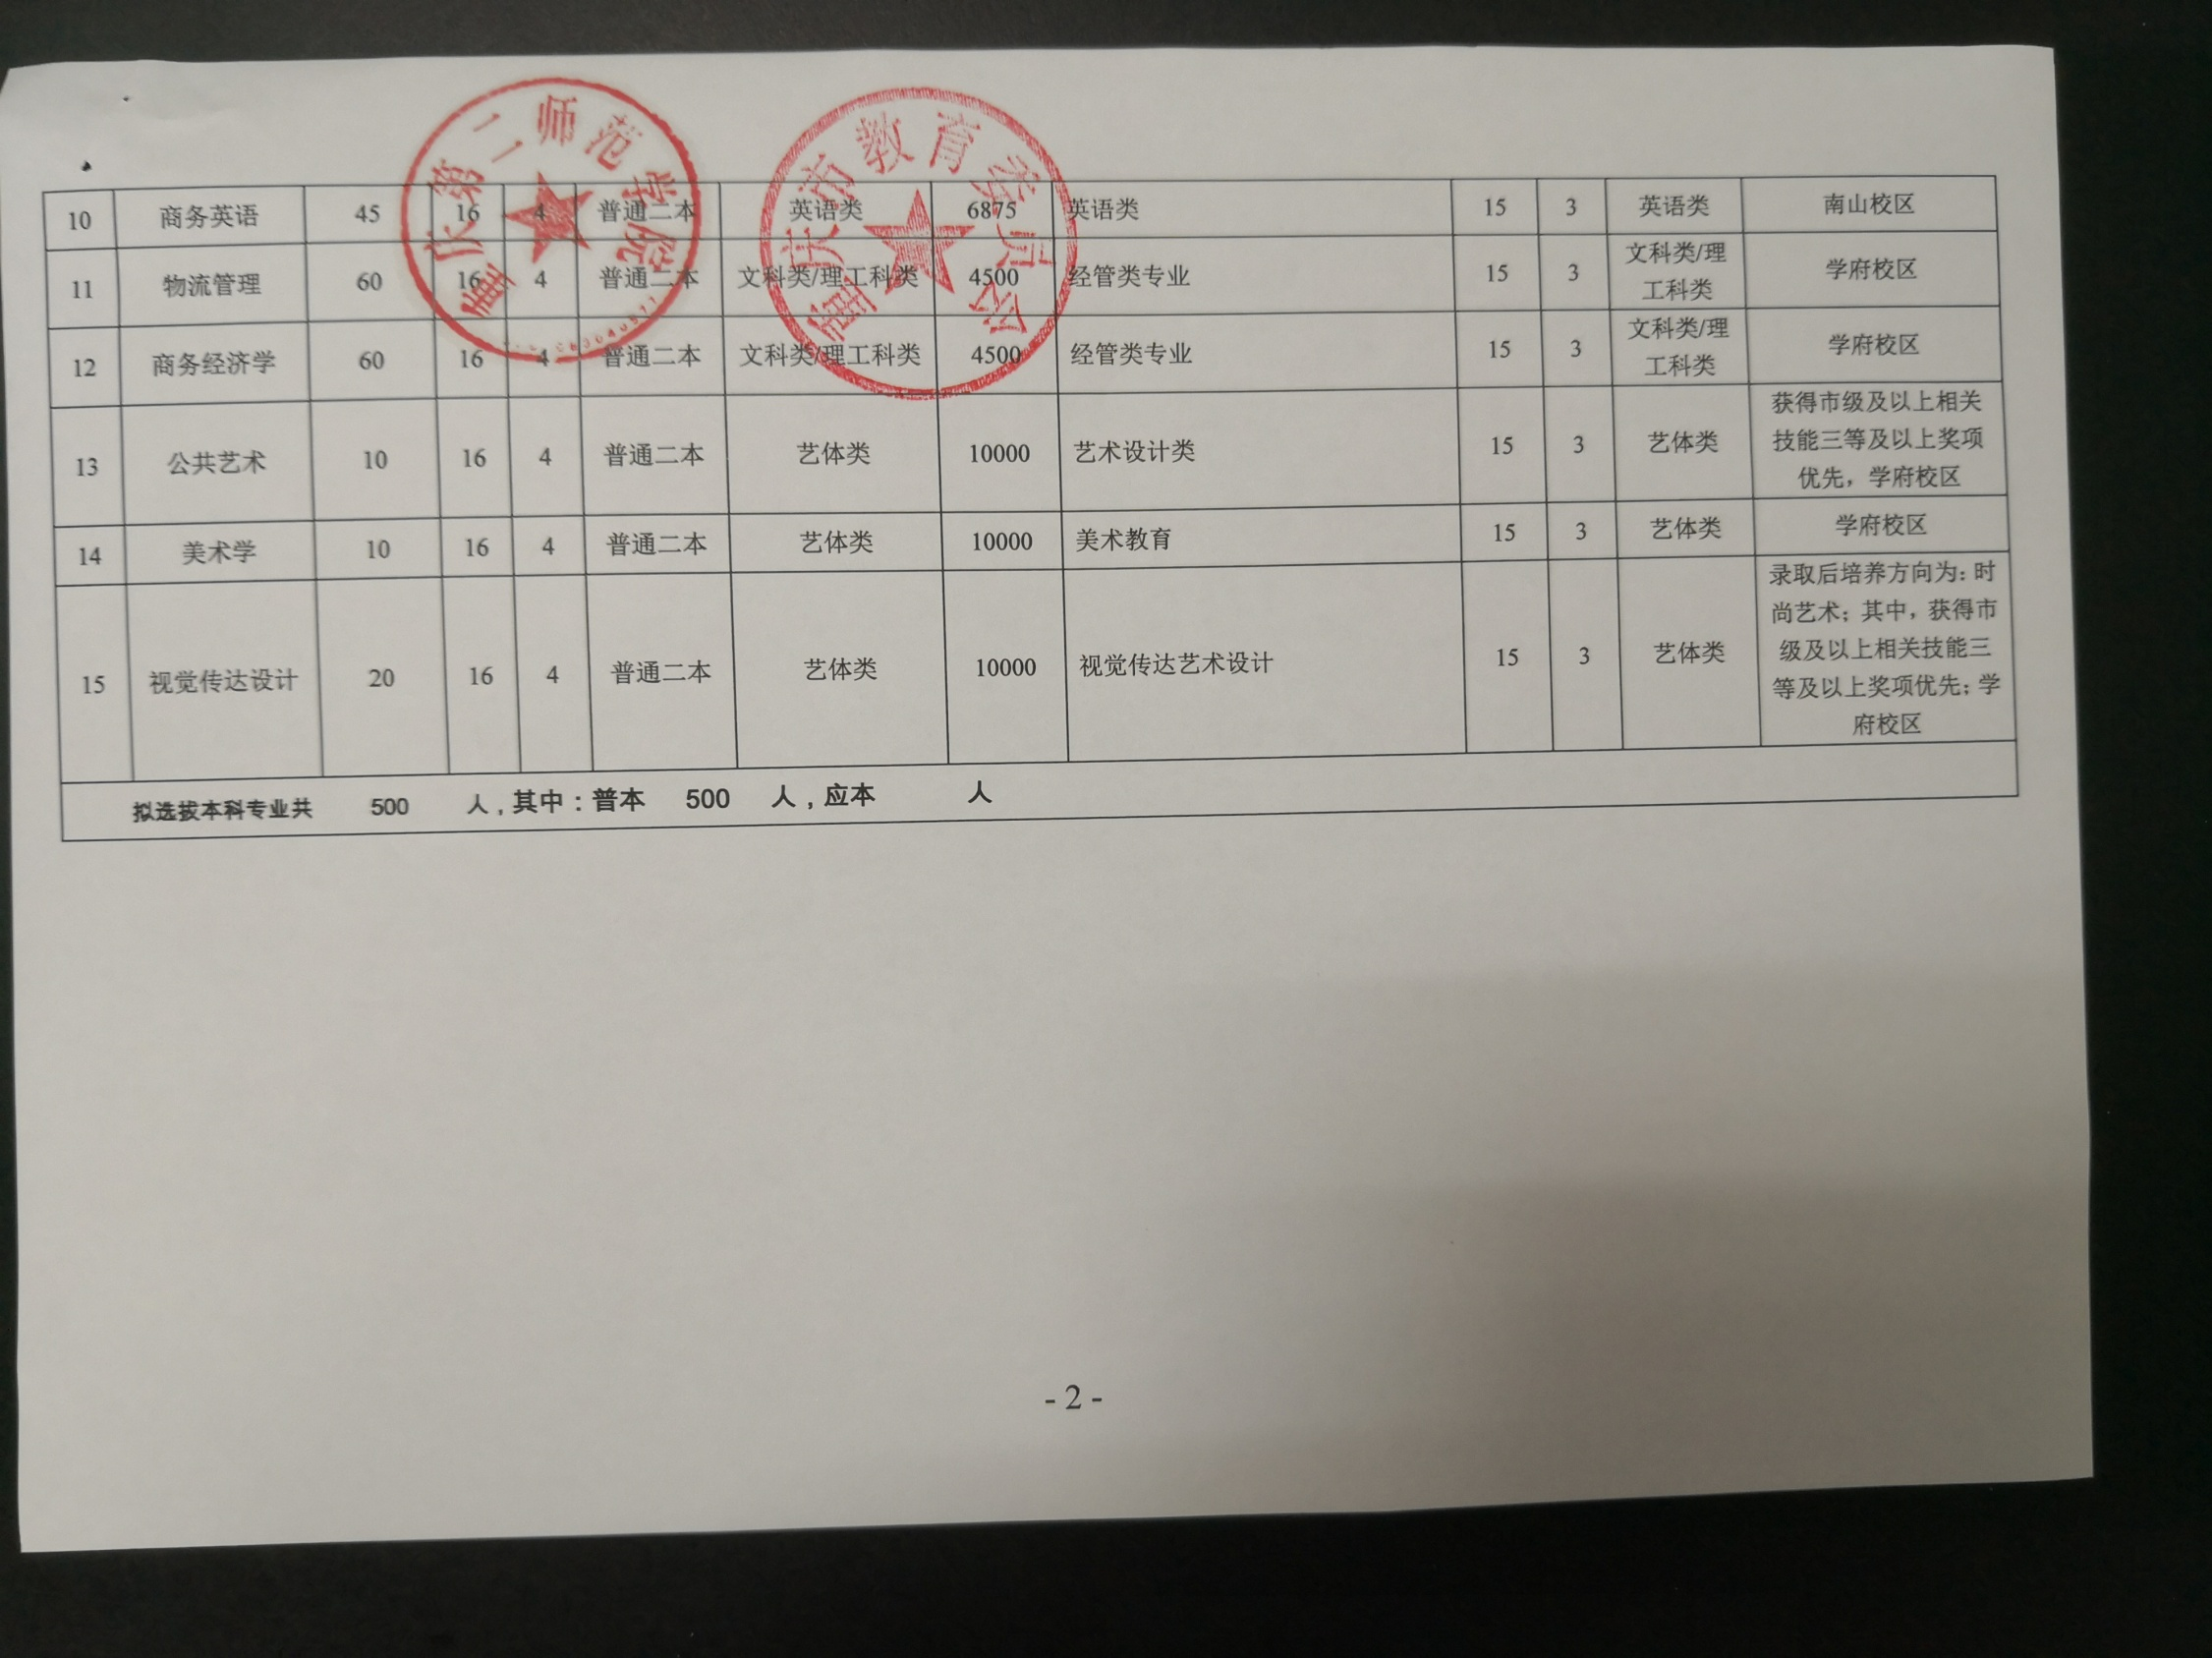 重庆第二师范学院
重庆市教育委员会
10 商务英语 45 16 4 普通二本 英语类 6875 英语类 15 3 英语类 南山校区
11 物流管理 60 16 4 普通二本 文科类/理工科类 4500 经管类专业 15 3 文科类/理
工科类 学府校区
12 商务经济学 60 16 4 普通二本 文科类/理工科类 4500 经管类专业 15 3 文科类/理
工科类 学府校区
13 公共艺术 10 16 4 普通二本 艺体类 10000 艺术设计类 15 3 艺体类 获得市级及以上相关
技能三等及以上奖项
优先，学府校区
14 美术学 10 16 4 普通二本 艺体类 10000 美术教育 15 3 艺体类 学府校区
15 视觉传达设计 20 16 4 普通二本 艺体类 10000 视觉传达艺术设计 15 3 艺体类 录取后培养方向为：时
尚艺术；其中，获得市
级及以上相关技能三
等及以上奖项优先；学
府校区
拟选拔本科专业共 500 人，其中：普本 500 人，应本 人
- 2 -